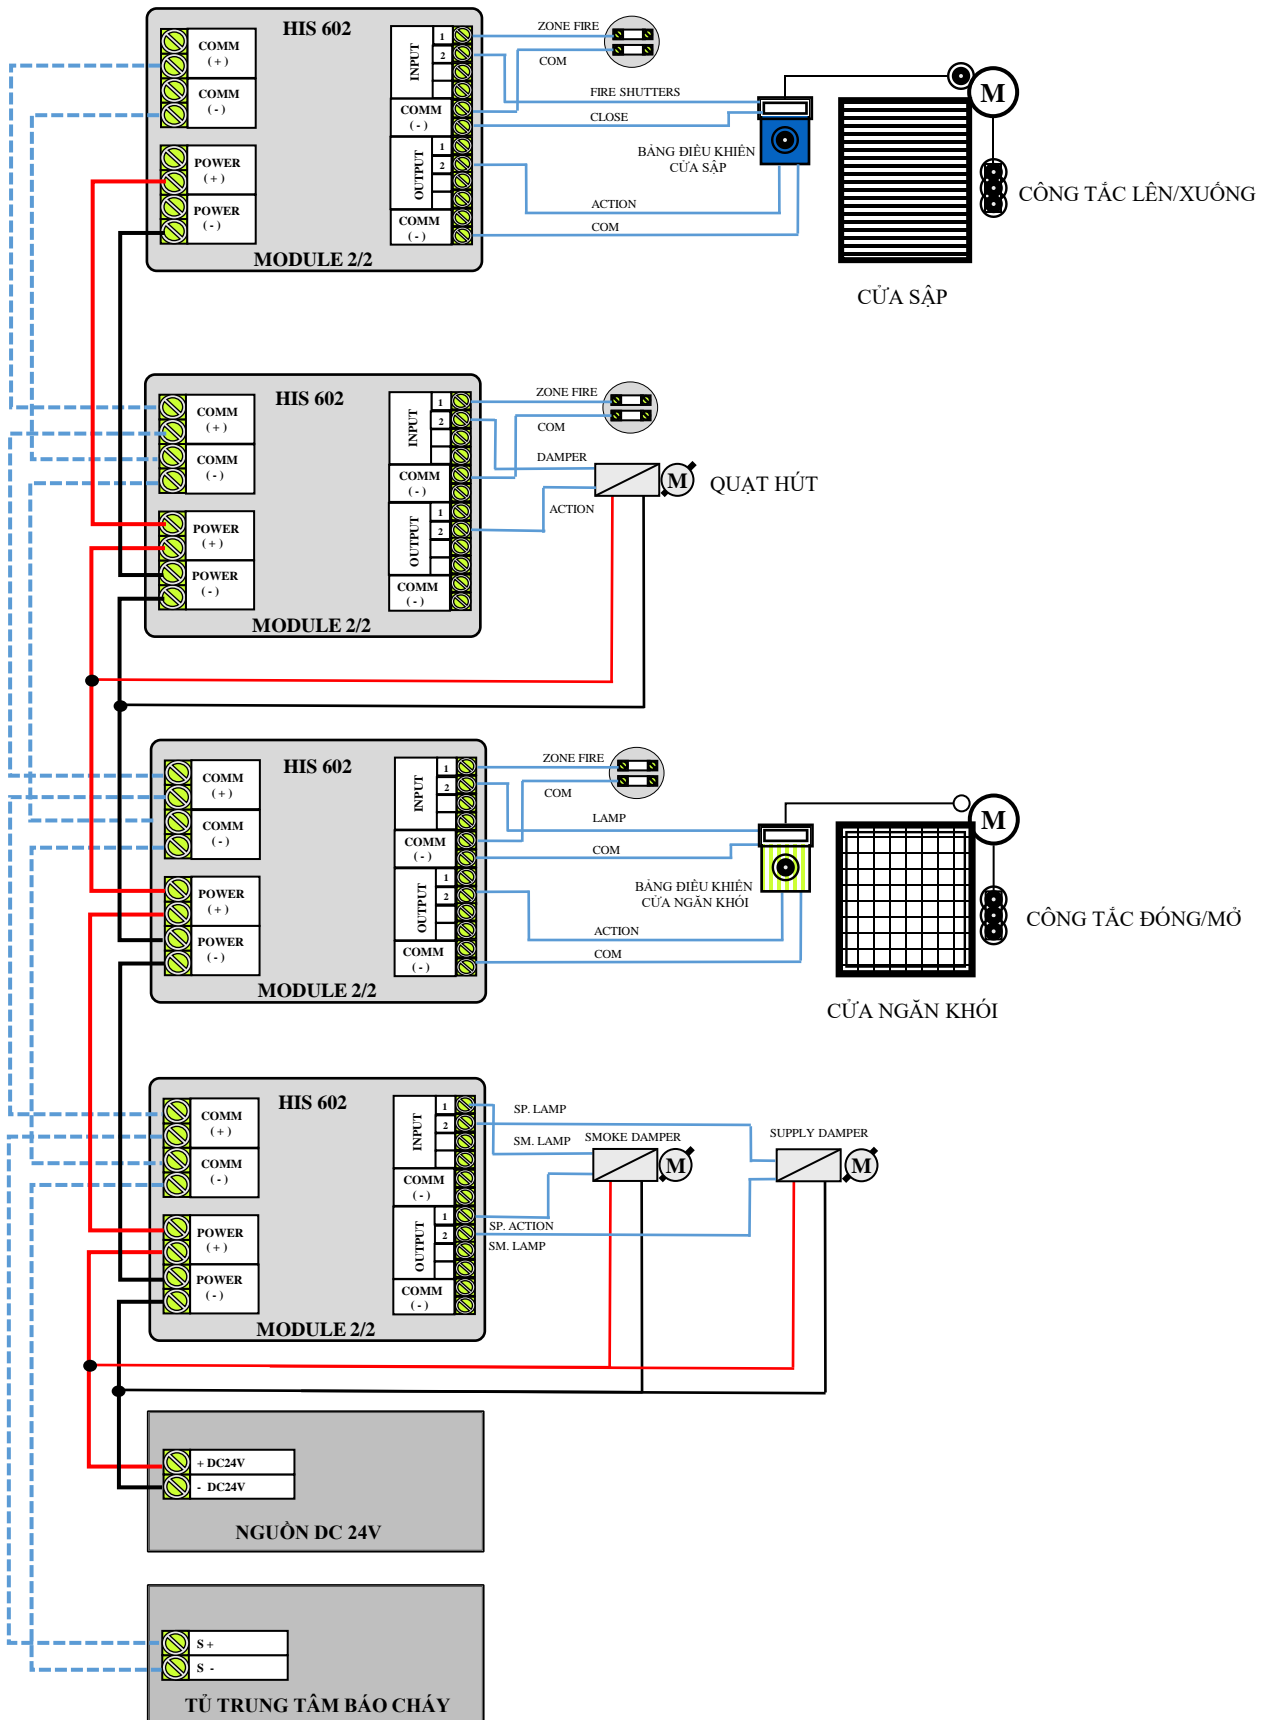 HIS 602
COMM
( + )
COMM
( - )
POWER
( + )
POWER
( - )
INPUT
1
2
COMM
( - )
OUTPUT
1
2
COMM
( - )
MODULE 2/2
ZONE FIRE
COM
FIRE SHUTTERS
CLOSE
BẢNG ĐIỀU KHIỂN
CỬA SẬP
ACTION
COM
M
CÔNG TẮC LÊN/XUỐNG
CỬA SẬP
HIS 602
COMM
( + )
COMM
( - )
POWER
( + )
POWER
( - )
INPUT
1
2
COMM
( - )
OUTPUT
1
2
COMM
( - )
MODULE 2/2
ZONE FIRE
COM
DAMPER
ACTION
M
QUẠT HÚT
HIS 602
COMM
( + )
COMM
( - )
POWER
( + )
POWER
( - )
INPUT
1
2
COMM
( - )
OUTPUT
1
2
COMM
( - )
MODULE 2/2
ZONE FIRE
COM
LAMP
COM
BẢNG ĐIỀU KHIỂN
CỬA NGĂN KHÓI
ACTION
COM
M
CÔNG TẮC ĐÓNG/MỞ
CỬA NGĂN KHÓI
HIS 602
COMM
( + )
COMM
( - )
POWER
( + )
POWER
( - )
INPUT
1
2
COMM
( - )
OUTPUT
1
2
COMM
( - )
MODULE 2/2
SP. LAMP
SM. LAMP
SMOKE DAMPER
M
SUPPLY DAMPER
M
SP. ACTION
SM. LAMP
+ DC24V
- DC24V
NGUỒN DC 24V
S +
S -
TỦ TRUNG TÂM BÁO CHÁY